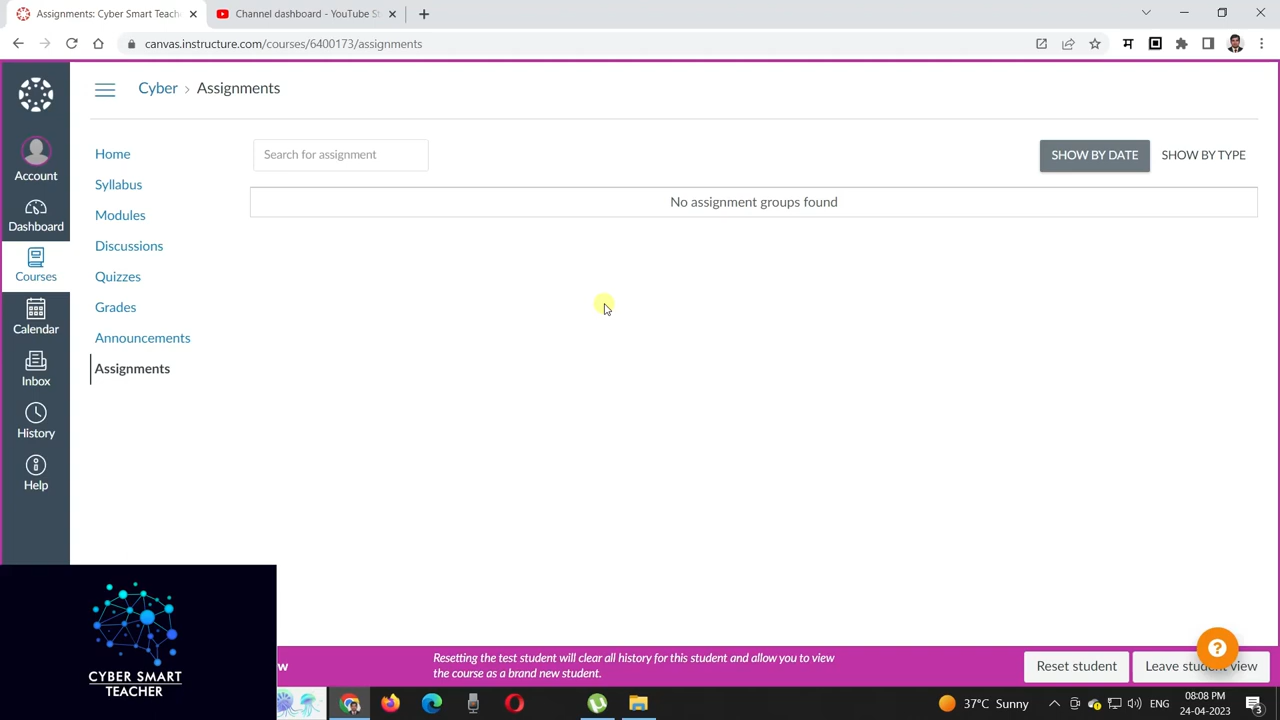 Assignments: Cyber Smart Teach
Channel dashboard - YouTube S
canvas.instructure.com/courses/6400173/assignments
म
Cyber › Assignments
Account
Dashboard
Courses
Calendar
Inbox
History
Help
Home
Syllabus
Modules
Discussions
Quizzes
Grades
Announcements
Assignments
Search for assignment
SHOW BY DATE
SHOW BY TYPE
No assignment groups found
CYBER SMART
TEACHER
w
Resetting the test student will clear all history for this student and allow you to view
the course as a brand new student.
Reset student
Leave student view
?
37°C Sunny
ENG
08:08 PM
24-04-2023
3